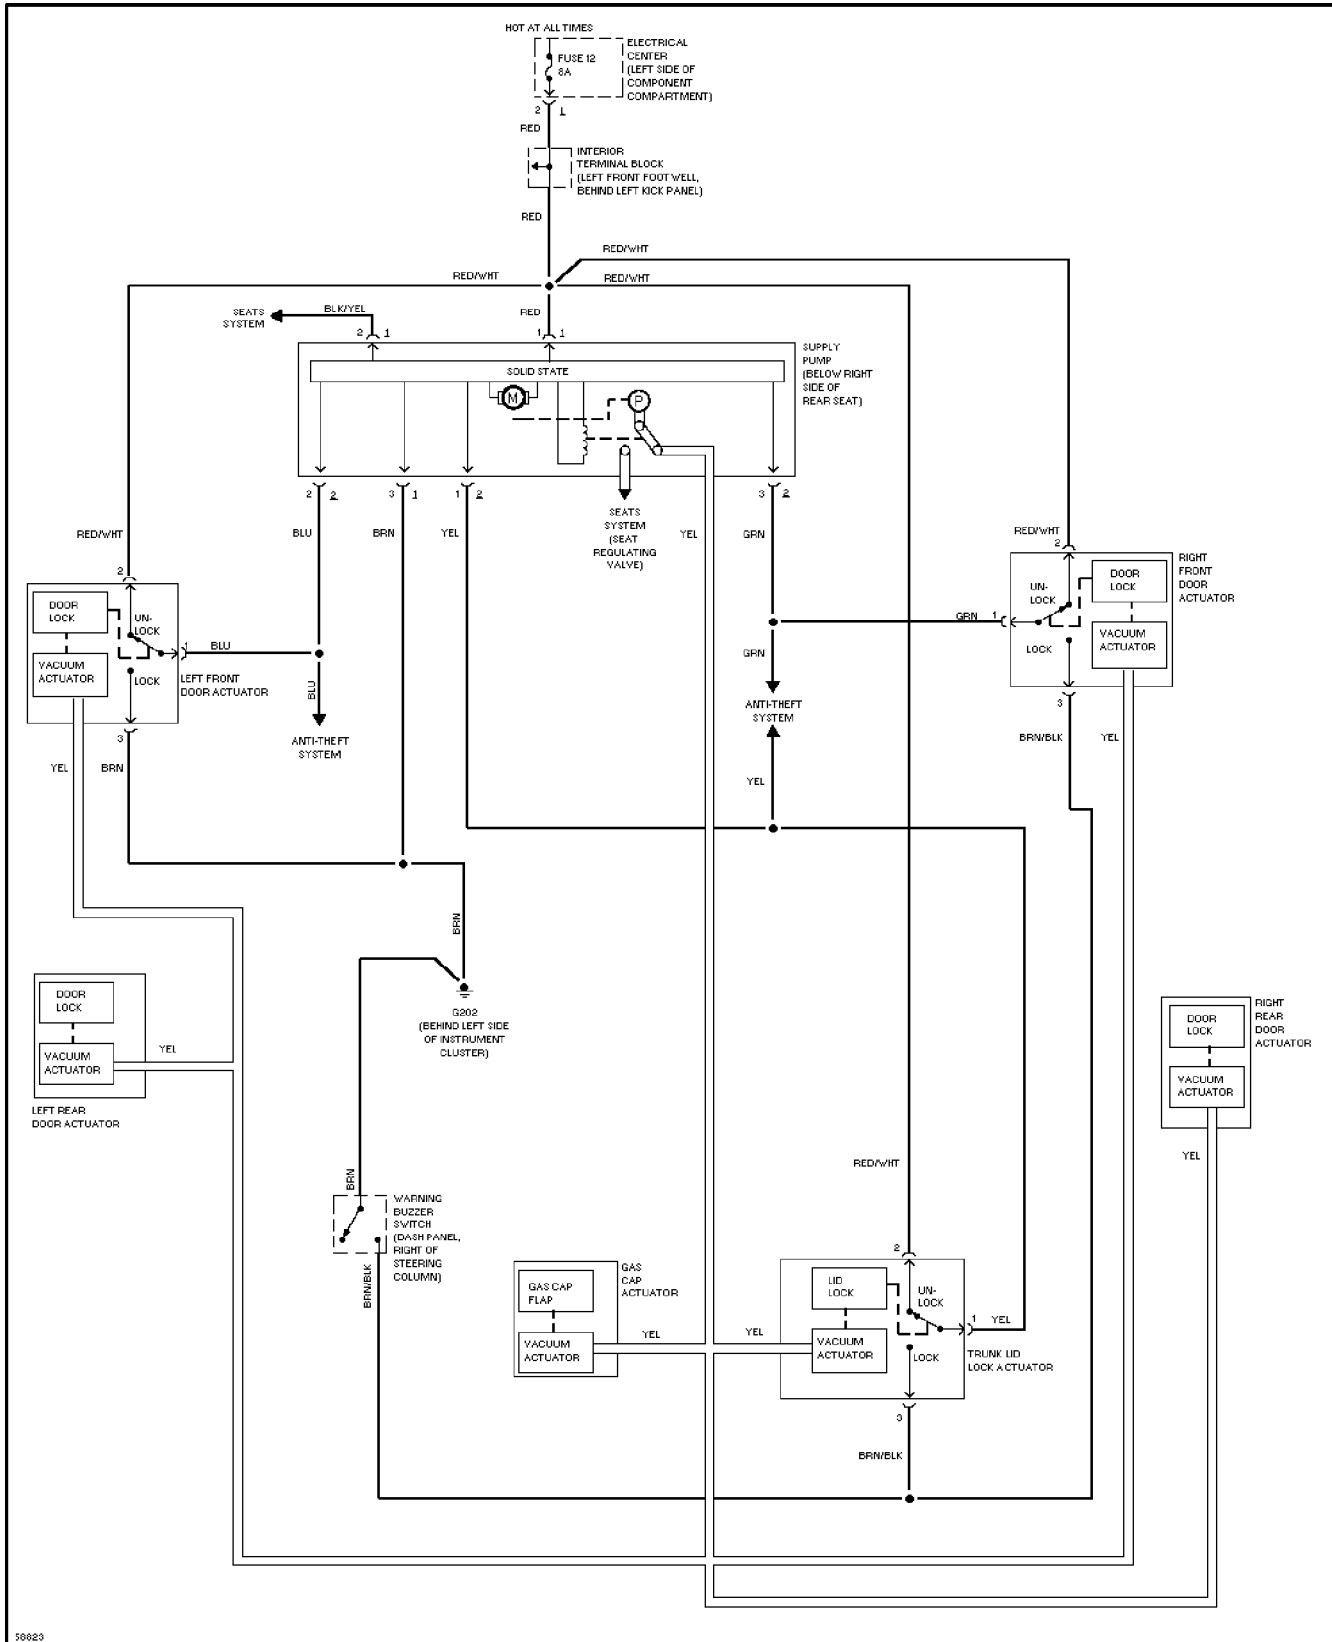 HOT AT ALL TIMES
FUSE 12
8A
ELECTRICAL
CENTER
(LEFT SIDE OF
COMPONENT
COMPARTMENT)
2 1
RED
INTERIOR
TERMINAL BLOCK
(LEFT FRONT FOOT WELL,
BEHIND LEFT KICK PANEL)
RED
RED/WHT
RED/WHT
RED/WHT
SEATS
SYSTEM
BLK/YEL
RED
2 1
1 1
SOLID STATE
M
P
SUPPLY
PUMP
(BELOW RIGHT
SIDE OF
REAR SEAT)
2 2
3 1
1 2
3 2
SEATS
SYSTEM
(SEAT
REGULATING
VALVE)
RED/WHT
BLU
BRN
YEL
YEL
GRN
RED/WHT
2
DOOR
LOCK
UN-
LOCK
VACUUM
ACTUATOR
LOCK
1
BLU
LEFT FRONT
DOOR ACTUATOR
3
BLU
ANTI-THEFT
SYSTEM
YEL
BRN
2
RIGHT
FRONT
DOOR
ACTUATOR
DOOR
LOCK
UN-
LOCK
GRN
1
VACUUM
ACTUATOR
LOCK
3
GRN
ANTI-THEFT
SYSTEM
BRN/BLK
YEL
YEL
BRN
G202
(BEHIND LEFT SIDE
OF INSTRUMENT
CLUSTER)
DOOR
LOCK
VACUUM
ACTUATOR
YEL
LEFT REAR
DOOR ACTUATOR
DOOR
LOCK
VACUUM
ACTUATOR
RIGHT
REAR
DOOR
ACTUATOR
YEL
BRN
WARNING
BUZZER
SWITCH
(DASH PANEL,
RIGHT OF
STEERING
COLUMN)
BRN/BLK
RED/WHT
GAS CAP
FLAP
VACUUM
ACTUATOR
GAS
CAP
ACTUATOR
YEL
YEL
2
LID
LOCK
UN-
LOCK
VACUUM
ACTUATOR
LOCK
1
YEL
TRUNK LID
LOCK ACTUATOR
3
BRN/BLK
58823